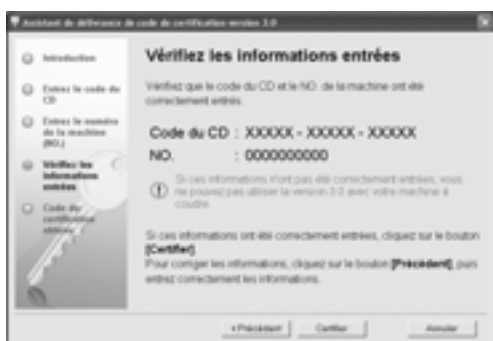 Assistant de délivrance de code de certification version 3.0
Introduction
Entrez le code du
CD
Entrez le numéro
de la machine
(NO.)
Vérifiez les
informations
entrées
Code de
certification
obtenu
Vérifiez les informations entrées
Vérifiez que le code du CD et le NO. de la machine ont été
correctement entrés.
Code du CD : XXXXX - XXXXX - XXXXX
NO. : 0000000000
Si ces informations n'ont pas été correctement entrées, vous
ne pouvez pas utiliser la version 3.0 avec votre machine à
coudre.
Si ces informations ont été correctement entrées, cliquez sur le bouton
[Certifier].
Pour corriger les informations, cliquez sur le bouton [Précédent], puis
entrez correctement les informations.
< Précédent
Certifier
Annuler